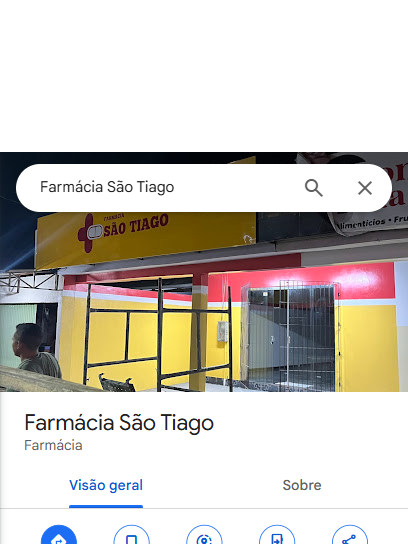 Farmácia São Tiago
FARMÁCIA
SÃO TIAGO
limentícios • Fru
Farmácia São Tiago
Farmácia
Visão geral
Sobre